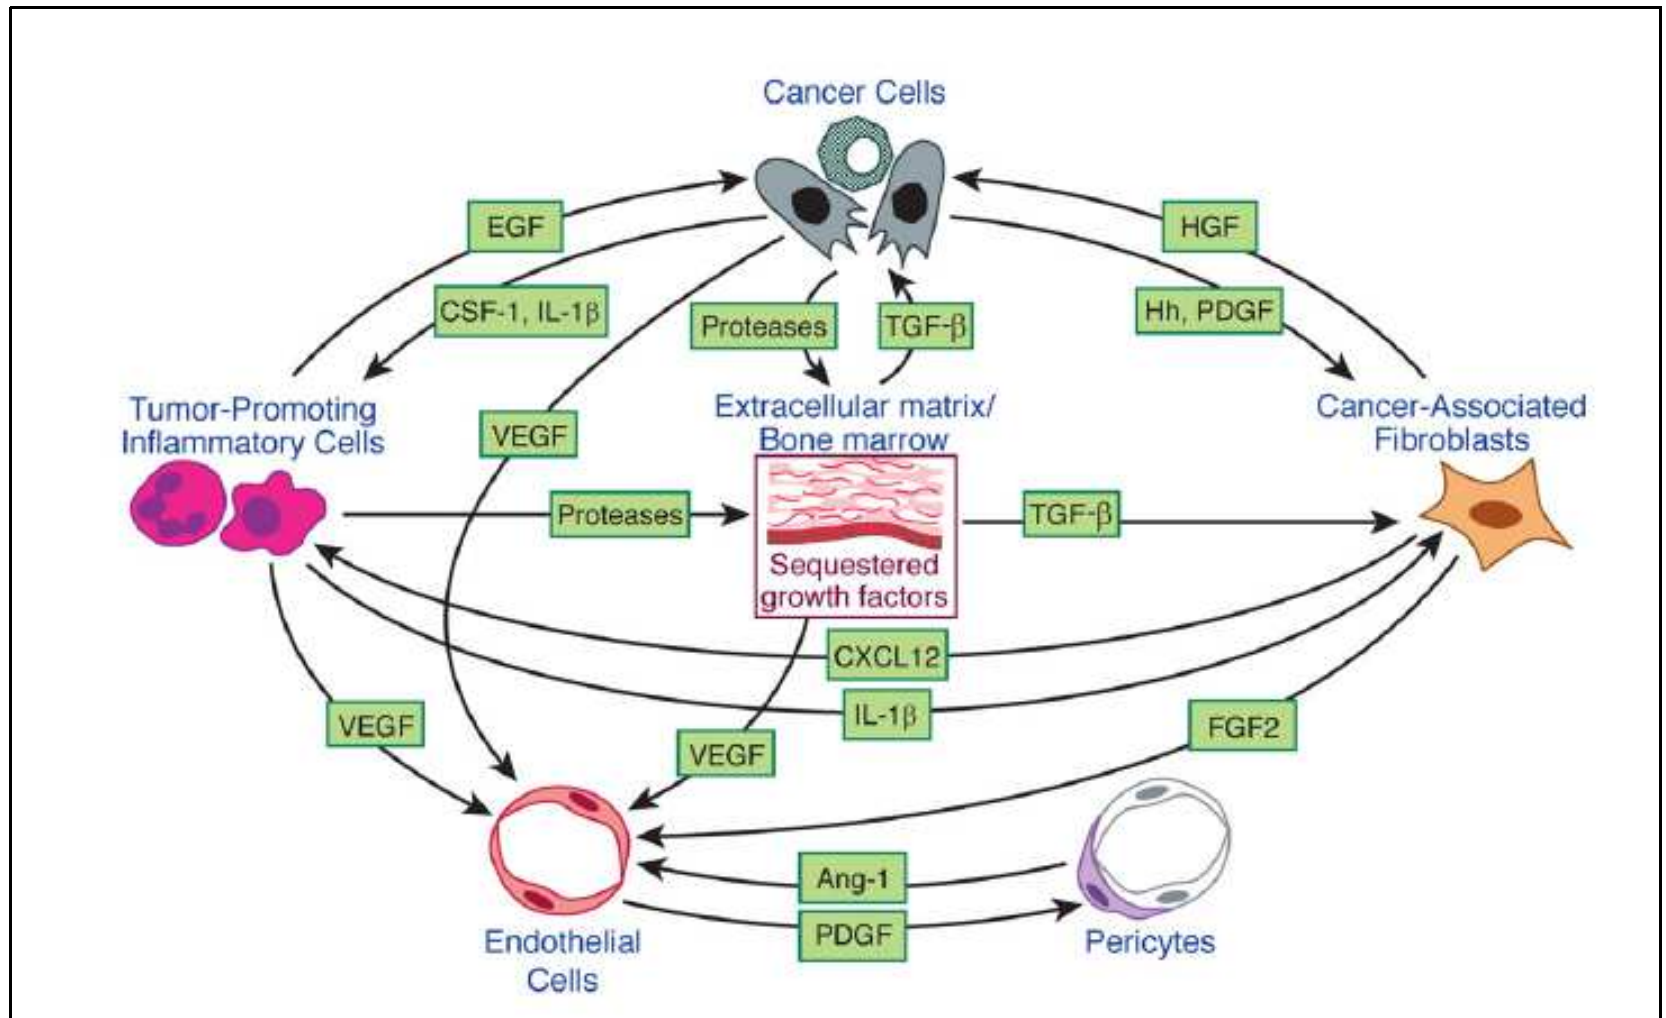 Cancer Cells
EGF
HGF
CSF-1, IL-1β
Hh, PDGF
Proteases
TGF-β
Tumor-Promoting
Inflammatory Cells
Extracellular matrix/
Bone marrow
Cancer-Associated
Fibroblasts
VEGF
Proteases
TGF-β
Sequestered
growth factors
CXCL12
IL-1β
VEGF
VEGF
FGF2
Ang-1
PDGF
Endothelial
Cells
Pericytes